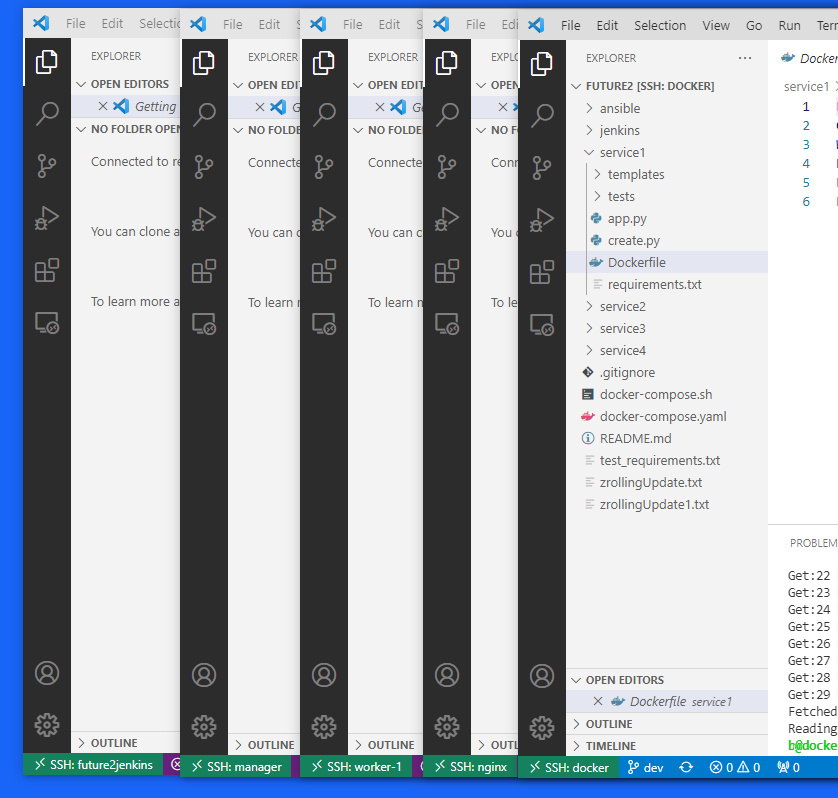 File Edit Selecti
EXPLORER
OPEN EDITORS
Getting
NO FOLDER OPEN
Connected to re
You can clone a
To learn more a
OUTLINE
SSH: future2jenkins
File Edit S
EXPLORER
OPEN EDI
G
NO FOLDE
Connecte
You can c
To learn r
OUTLINE
SSH: manager
File Edit S
EXPLORER
OPEN EDIT
Ge
NO FOLDE
Connecte
You can c
To learn m
OUTLINE
SSH: worker-1
File Edi
EXPLO
OPEN
NO F
Conn
You c
To le
OUTL
SSH: nginx
File Edit Selection View Go Run Ter
EXPLORER ···
FUTURE2 [SSH: DOCKER]
ansible
jenkins
service1
templates
tests
app.py
create.py
Dockerfile
requirements.txt
service2
service3
service4
.gitignore
docker-compose.sh
docker-compose.yaml
README.md
test_requirements.txt
zrollingUpdate.txt
zrollingUpdate1.txt
OPEN EDITORS
Dockerfile service1
OUTLINE
TIMELINE
Docker
service1
1
2
3
4
5
6
PROBLEM
Get:22
Get:23
Get:24
Get:25
Get:26
Get:27
Get:28
Get:29
Fetched
Reading
b@docke
SSH: docker dev 0 0 0